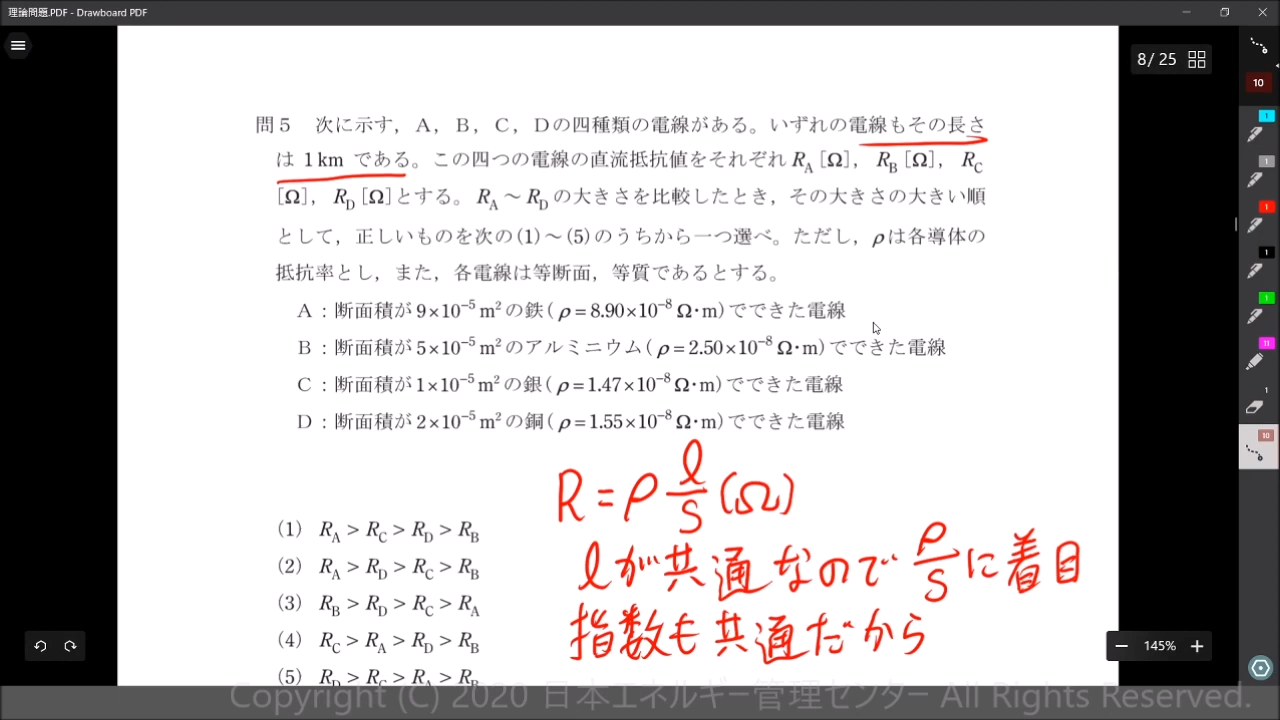 理論問題.PDF - Drawboard PDF
8 / 25
10
問５　次に示す，Ａ，Ｂ，Ｃ，Ｄの四種類の電線がある。いずれの電線もその長さ
は 1 km である。この四つの電線の直流抵抗値をそれぞれ R_A [Ω]，R_B [Ω]，R_C
[Ω]，R_D [Ω]とする。R_A～R_D の大きさを比較したとき，その大きさの大きい順
として，正しいものを次の(1)～(5)のうちから一つ選べ。ただし，ρは各導体の
抵抗率とし，また，各電線は等断面，等質であるとする。
Ａ：断面積が 9×10⁻⁵ m² の鉄(ρ＝8.90×10⁻⁸ Ω·m)でできた電線
Ｂ：断面積が 5×10⁻⁵ m² のアルミニウム(ρ＝2.50×10⁻⁸ Ω·m)でできた電線
Ｃ：断面積が 1×10⁻⁵ m² の銀(ρ＝1.47×10⁻⁸ Ω·m)でできた電線
Ｄ：断面積が 2×10⁻⁵ m² の銅(ρ＝1.55×10⁻⁸ Ω·m)でできた電線
R = ρ l/S (Ω)
lが共通なので ρ/S に着目
指数も共通だから
(1) R_A > R_C > R_D > R_B
(2) R_A > R_D > R_C > R_B
(3) R_B > R_D > R_C > R_A
(4) R_C > R_A > R_D > R_B
(5) R_D > R_C > R_A > R_B
1
1
1
1
1
11
1
10
145%
Copyright (C) 2020 日本エネルギー管理センター All Rights Reserved.